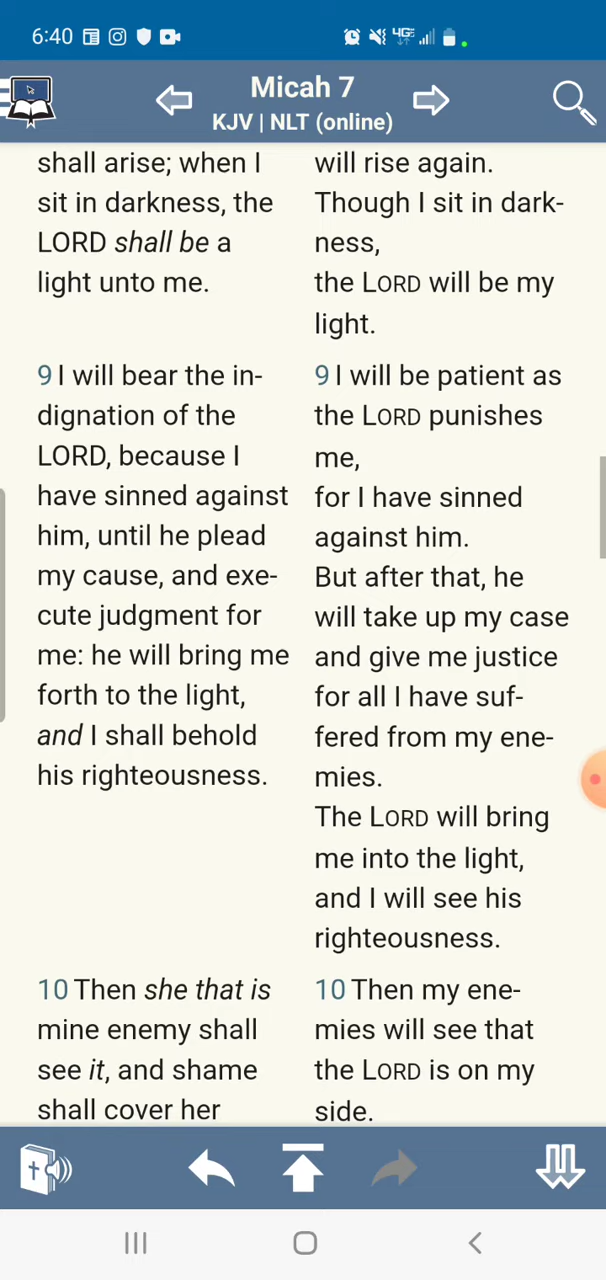 6:40
4GE
Micah 7
KJV | NLT (online)
shall arise; when I
sit in darkness, the
LORD shall be a
light unto me.
9 I will bear the in-
dignation of the
LORD, because I
have sinned against
him, until he plead
my cause, and exe-
cute judgment for
me: he will bring me
forth to the light,
and I shall behold
his righteousness.
10 Then she that is
mine enemy shall
see it, and shame
shall cover her
will rise again.
Though I sit in dark-
ness,
the LORD will be my
light.
9 I will be patient as
the LORD punishes
me,
for I have sinned
against him.
But after that, he
will take up my case
and give me justice
for all I have suf-
fered from my ene-
mies.
The LORD will bring
me into the light,
and I will see his
righteousness.
10 Then my ene-
mies will see that
the LORD is on my
side.